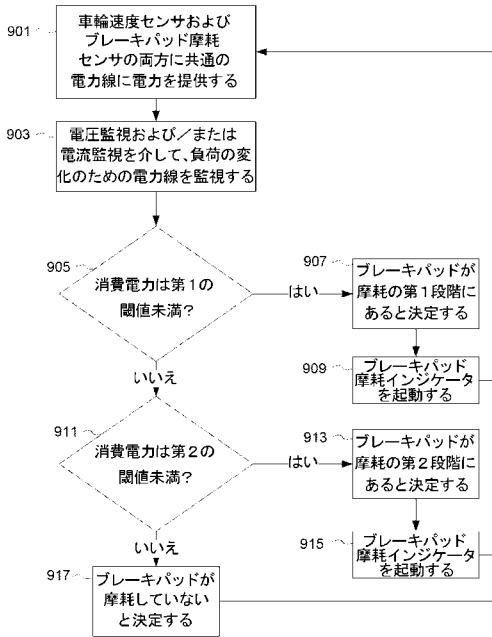 901
車輪速度センサおよび
ブレーキパッド摩耗
センサの両方に共通の
電力線に電力を提供する
903
電圧監視および／または
電流監視を介して、負荷の変
化のための電力線を監視する
905
消費電力は第１の
閾値未満？
はい
907
ブレーキパッドが
摩耗の第１段階に
あると決定する
909
ブレーキパッド
摩耗インジケータ
を起動する
いいえ
911
消費電力は第２の
閾値未満？
はい
913
ブレーキパッドが
摩耗の第２段階に
あると決定する
915
ブレーキパッド
摩耗インジケータ
を起動する
いいえ
917
ブレーキパッドが
摩耗していない
と決定する